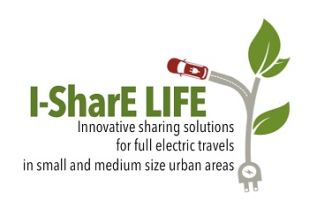 I-SharE LIFE
Innovative sharing solutions
for full electric travels
in small and medium size urban areas